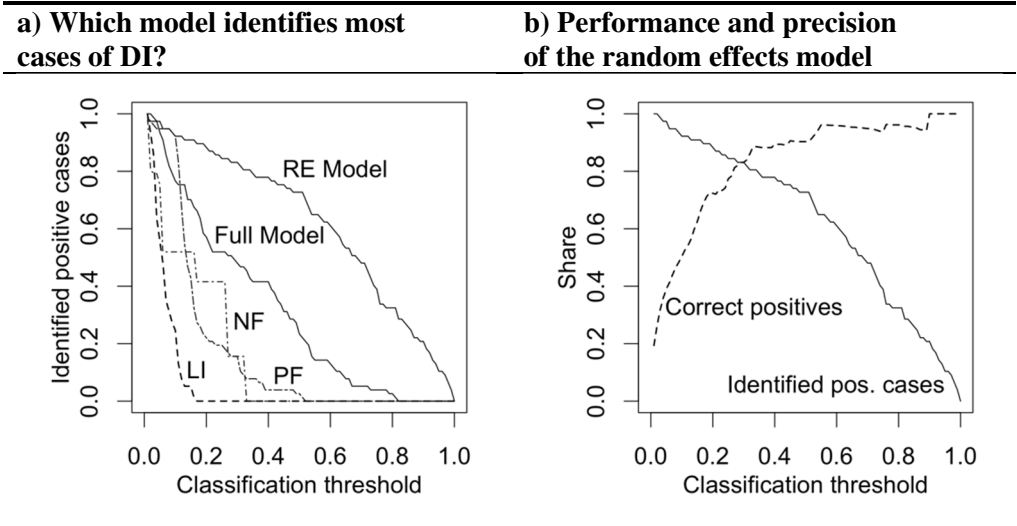 a) Which model identifies most
cases of DI?
b) Performance and precision
of the random effects model
Identified positive cases
1.0
0.8
0.6
0.4
0.2
0.0
RE Model
Full Model
NF
LI
PF
0.0 0.2 0.4 0.6 0.8 1.0
Classification threshold
Share
1.0
0.8
0.6
0.4
0.2
0.0
Correct positives
Identified pos. cases
0.0 0.2 0.4 0.6 0.8 1.0
Classification threshold